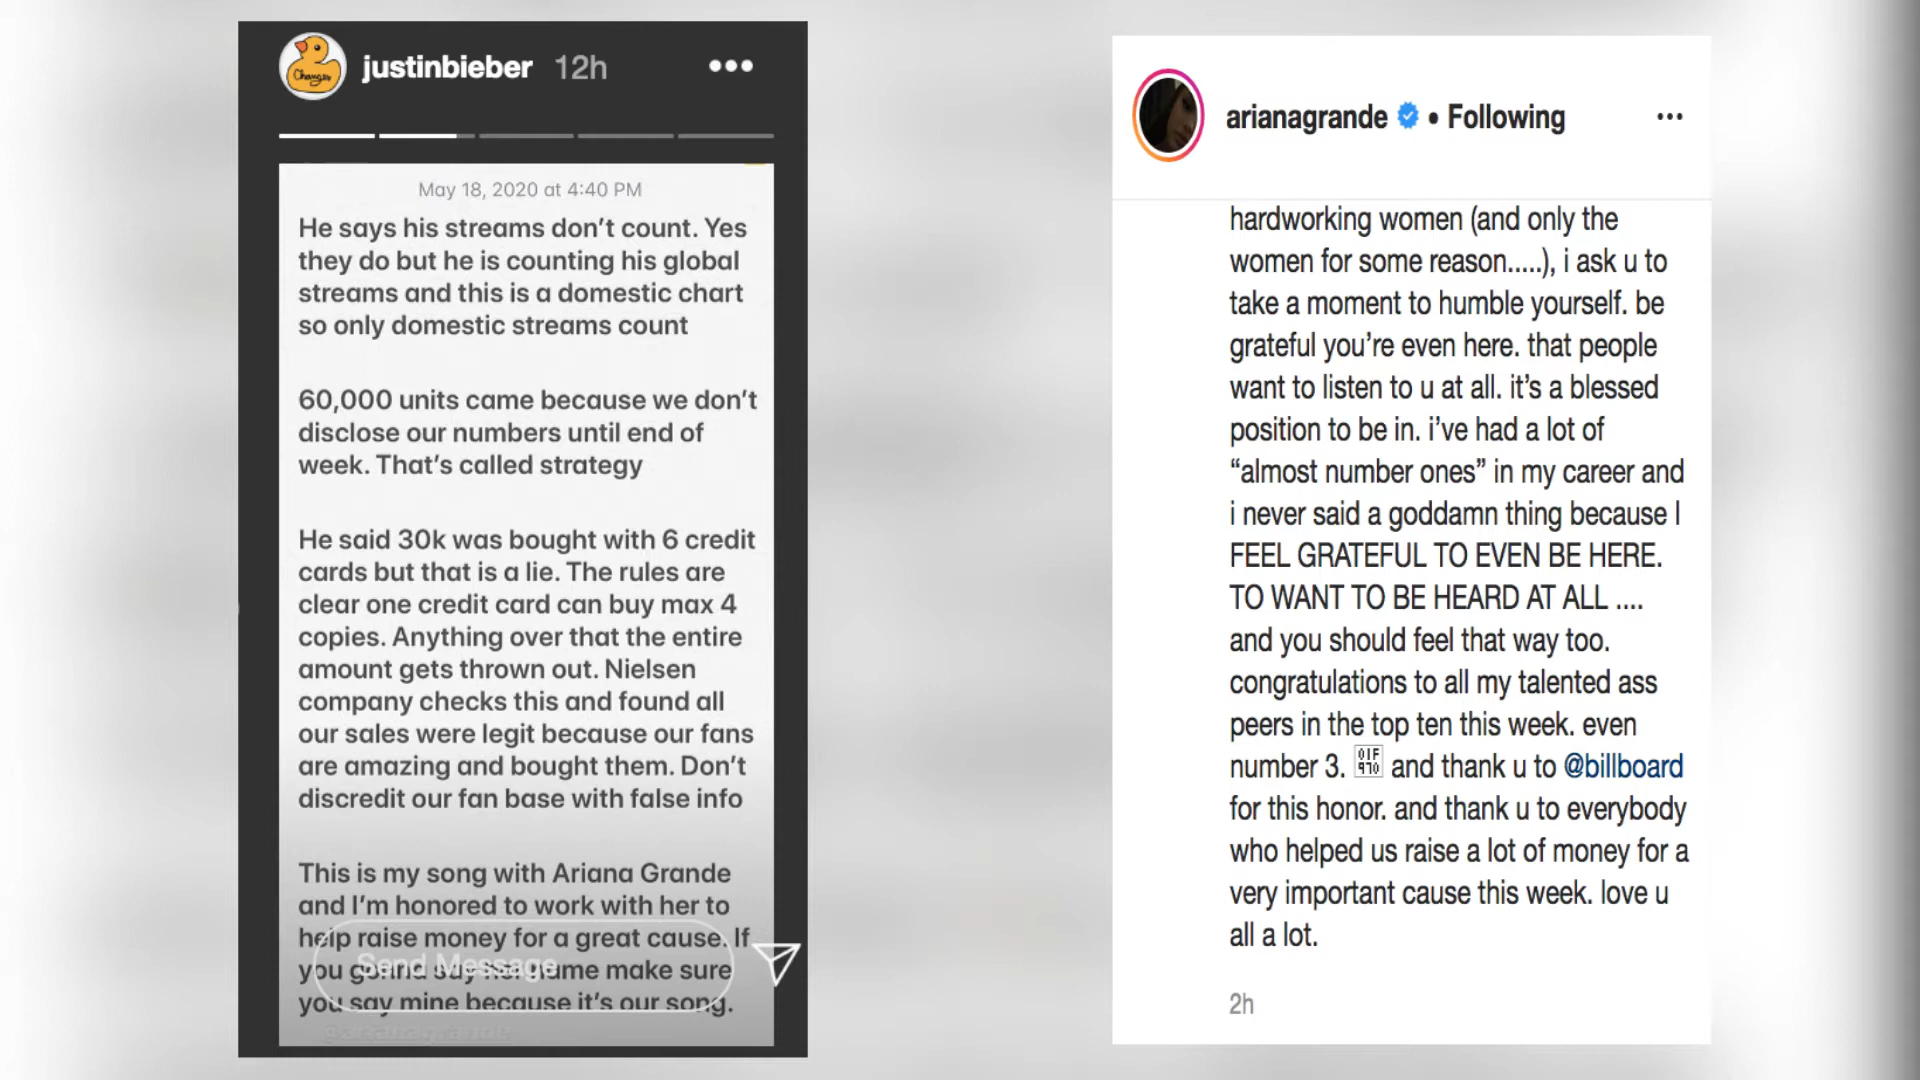 Changes
justinbieber 12h
May 18, 2020 at 4:40 PM
He says his streams don’t count. Yes
they do but he is counting his global
streams and this is a domestic chart
so only domestic streams count
60,000 units came because we don’t
disclose our numbers until end of
week. That’s called strategy
He said 30k was bought with 6 credit
cards but that is a lie. The rules are
clear one credit card can buy max 4
copies. Anything over that the entire
amount gets thrown out. Nielsen
company checks this and found all
our sales were legit because our fans
are amazing and bought them. Don’t
discredit our fan base with false info
This is my song with Ariana Grande
and I’m honored to work with her to
help raise money for a great cause. If
you gonna say her name make sure
you say mine because it’s our song.
Send Message
@arianagrande
arianagrande • Following
hardworking women (and only the
women for some reason.....), i ask u to
take a moment to humble yourself. be
grateful you’re even here. that people
want to listen to u at all. it’s a blessed
position to be in. i’ve had a lot of
“almost number ones” in my career and
i never said a goddamn thing because I
FEEL GRATEFUL TO EVEN BE HERE.
TO WANT TO BE HEARD AT ALL ....
and you should feel that way too.
congratulations to all my talented ass
peers in the top ten this week. even
number 3. and thank u to @billboard
for this honor. and thank u to everybody
who helped us raise a lot of money for a
very important cause this week. love u
all a lot.
2h